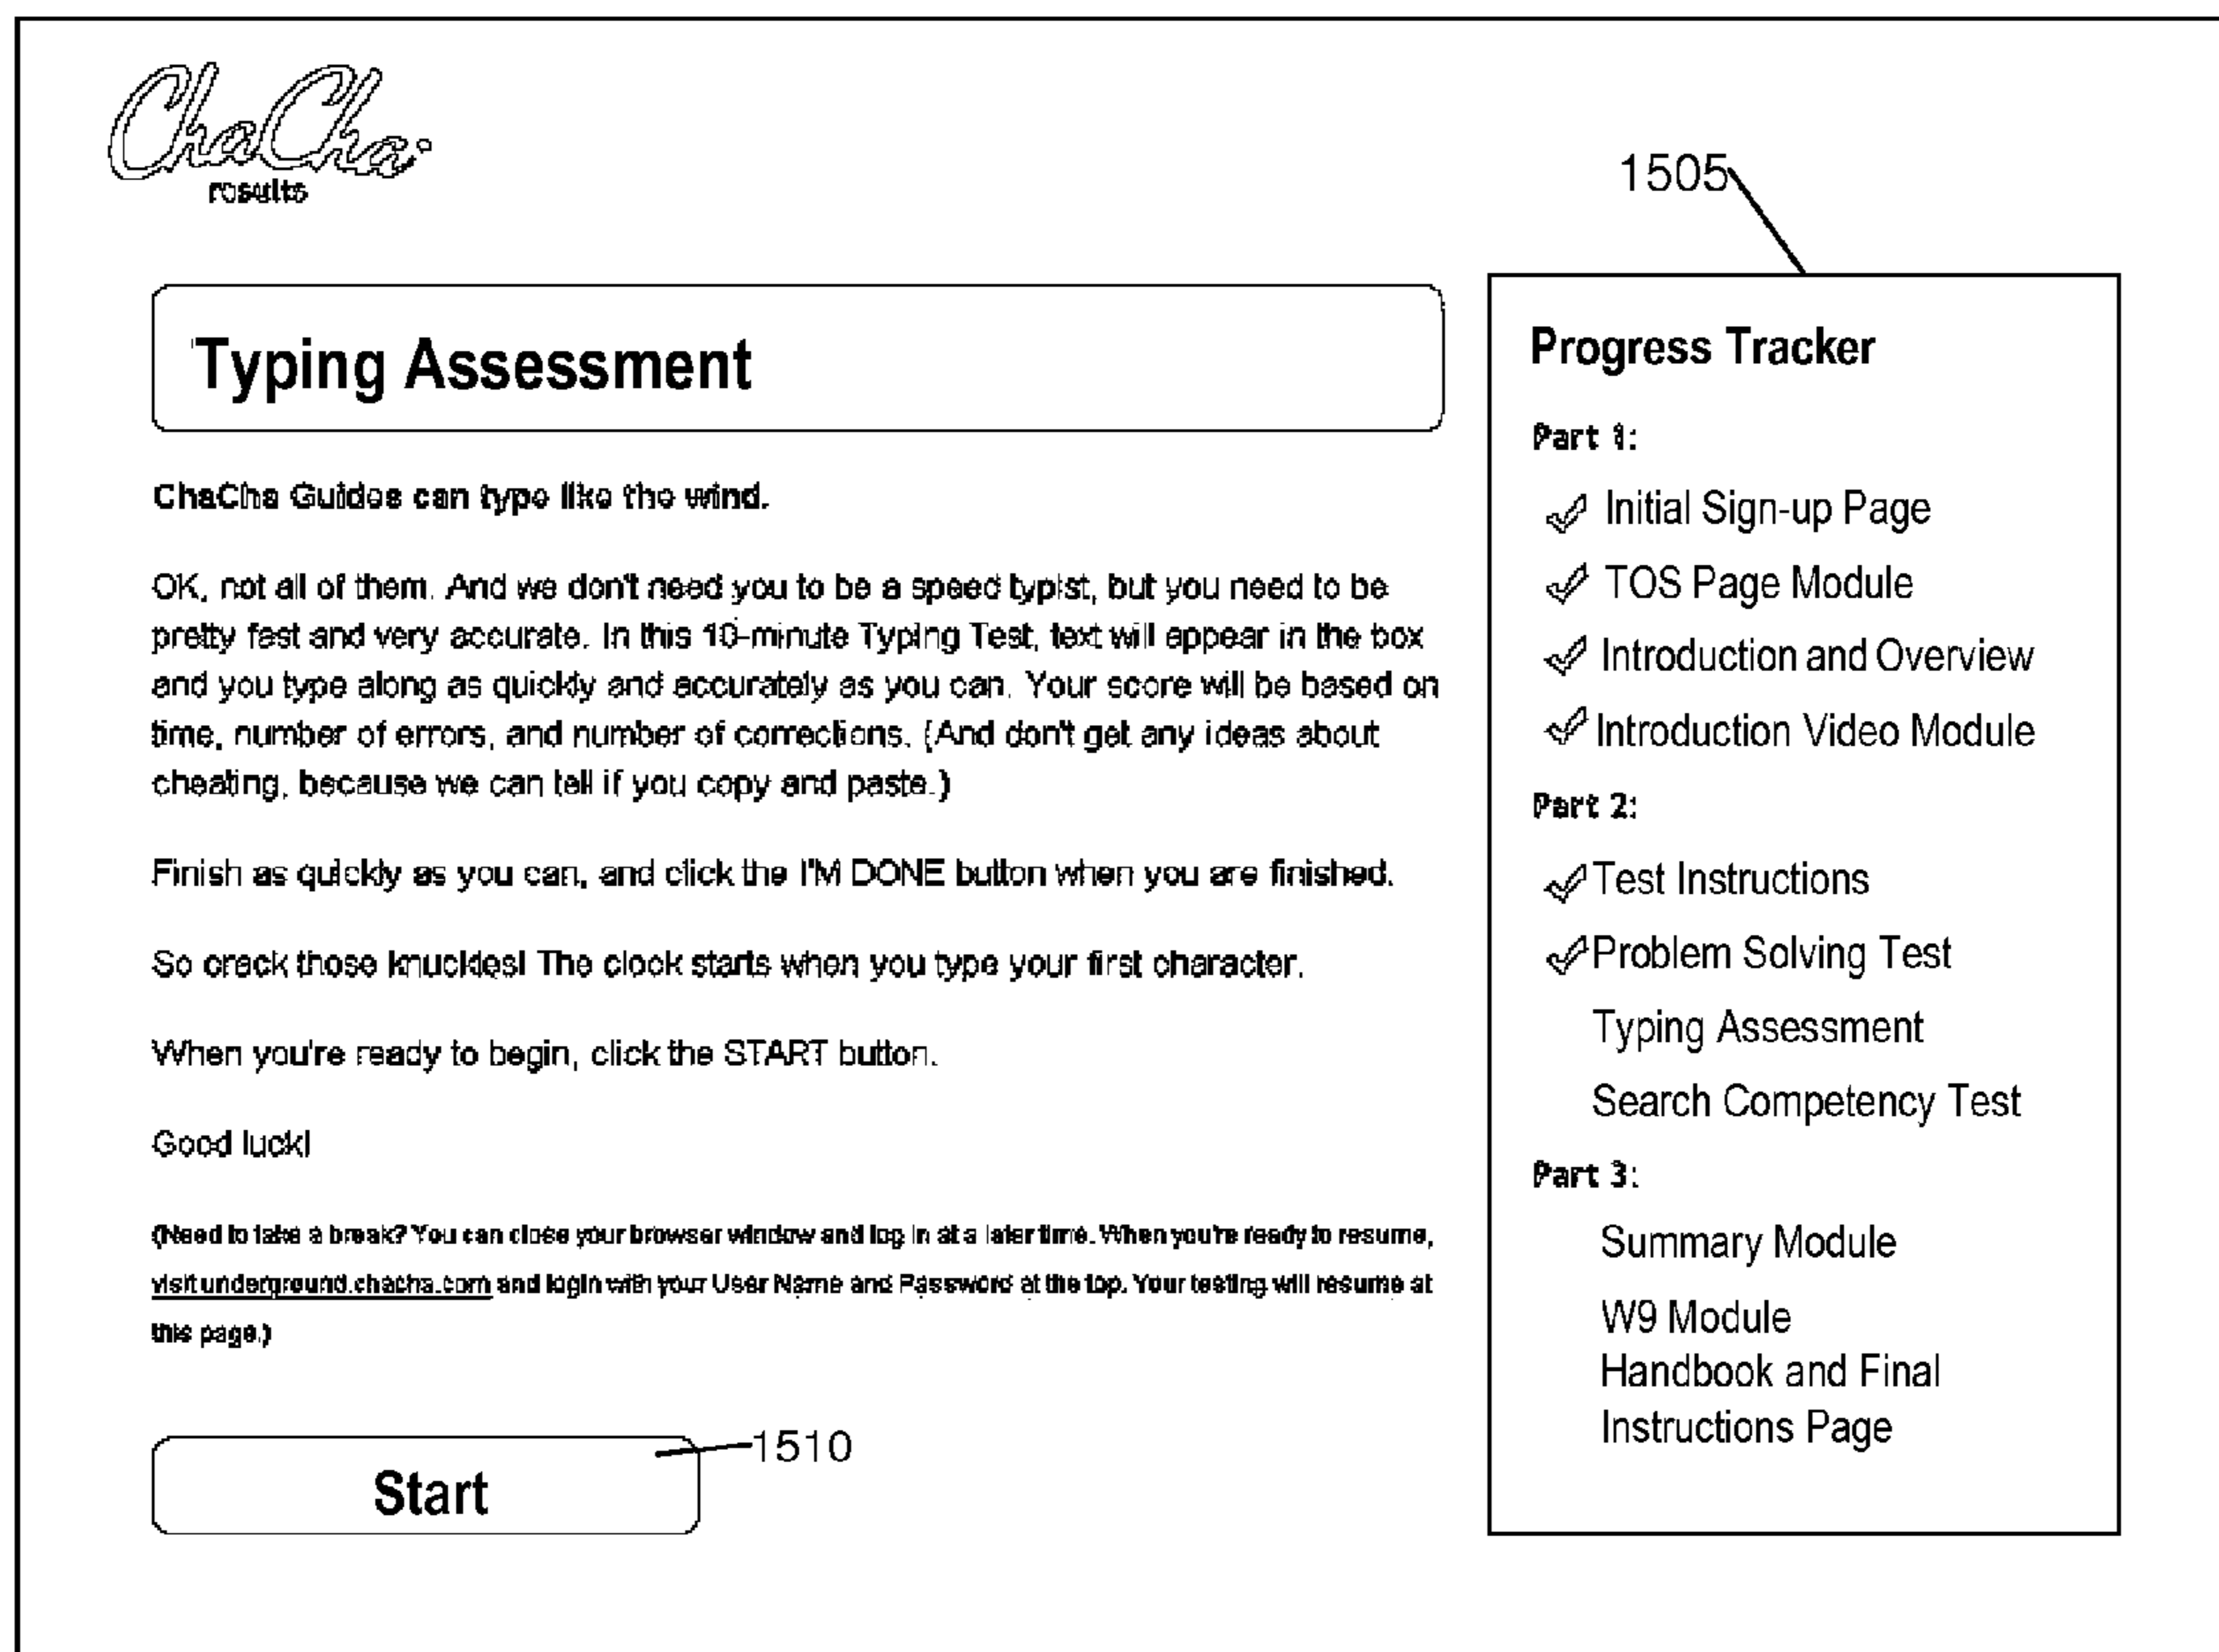 ChaCha
results
1505
Typing Assessment
ChaCha Guides can type like the wind.
OK, not all of them. And we don't need you to be a speed typist, but you need to be
pretty fast and very accurate. In this 10-minute Typing Test, text will appear in the box
and you type along as quickly and accurately as you can. Your score will be based on
time, number of errors, and number of corrections. (And don't get any ideas about
cheating, because we can tell if you copy and paste.)
Finish as quickly as you can, and click the I'M DONE button when you are finished.
So crack those knuckles! The clock starts when you type your first character.
When you're ready to begin, click the START button.
Good luck!
(Need to take a break? You can close your browser window and log in at a later time. When you're ready to resume,
visit underground.chacha.com and login with your User Name and Password at the top. Your testing will resume at
this page.)
Start
1510
Progress Tracker
Part 1:
Initial Sign-up Page
TOS Page Module
Introduction and Overview
Introduction Video Module
Part 2:
Test Instructions
Problem Solving Test
Typing Assessment
Search Competency Test
Part 3:
Summary Module
W9 Module
Handbook and Final
Instructions Page